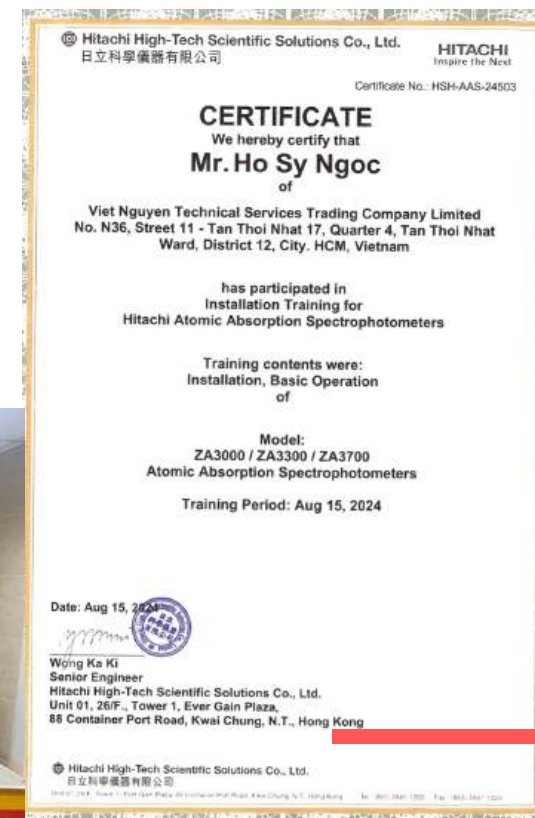 Hitachi High-Tech Scientific Solutions Co., Ltd.
日立科學儀器有限公司
HITACHI
Inspire the Next
Certificate No.: HSH-AAS-24503
CERTIFICATE
We hereby certify that
Mr. Ho Sy Ngoc
of
Viet Nguyen Technical Services Trading Company Limited
No. N36, Street 11 - Tan Thoi Nhat 17, Quarter 4, Tan Thoi Nhat
Ward, District 12, City. HCM, Vietnam
has participated in
Installation Training for
Hitachi Atomic Absorption Spectrophotometers
Training contents were:
Installation, Basic Operation
of
Model:
ZA3000 / ZA3300 / ZA3700
Atomic Absorption Spectrophotometers
Training Period: Aug 15, 2024
Date: Aug 15, 2024
Wong Ka Ki
Senior Engineer
Hitachi High-Tech Scientific Solutions Co., Ltd.
Unit 01, 26/F., Tower 1, Ever Gain Plaza,
88 Container Port Road, Kwai Chung, N.T., Hong Kong
Hitachi High-Tech Scientific Solutions Co., Ltd.
日立科學儀器有限公司